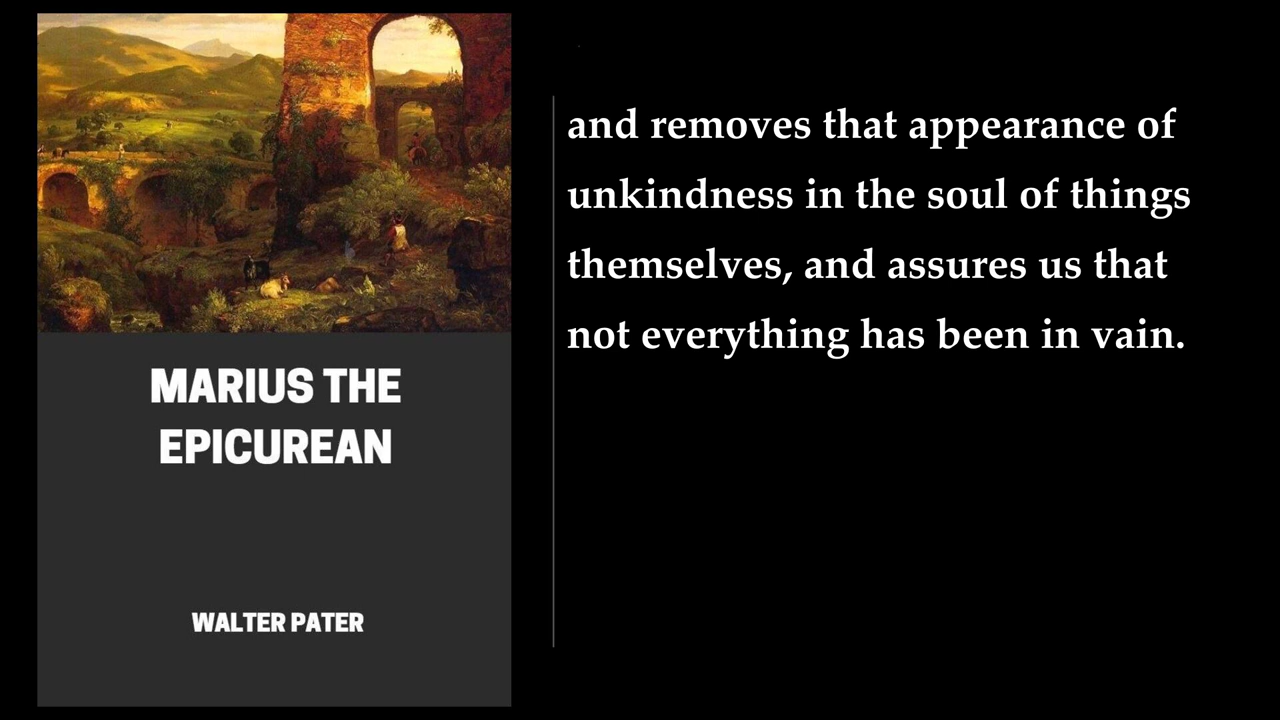 MARIUS THE
EPICUREAN
WALTER PATER
and removes that appearance of
unkindness in the soul of things
themselves, and assures us that
not everything has been in vain.